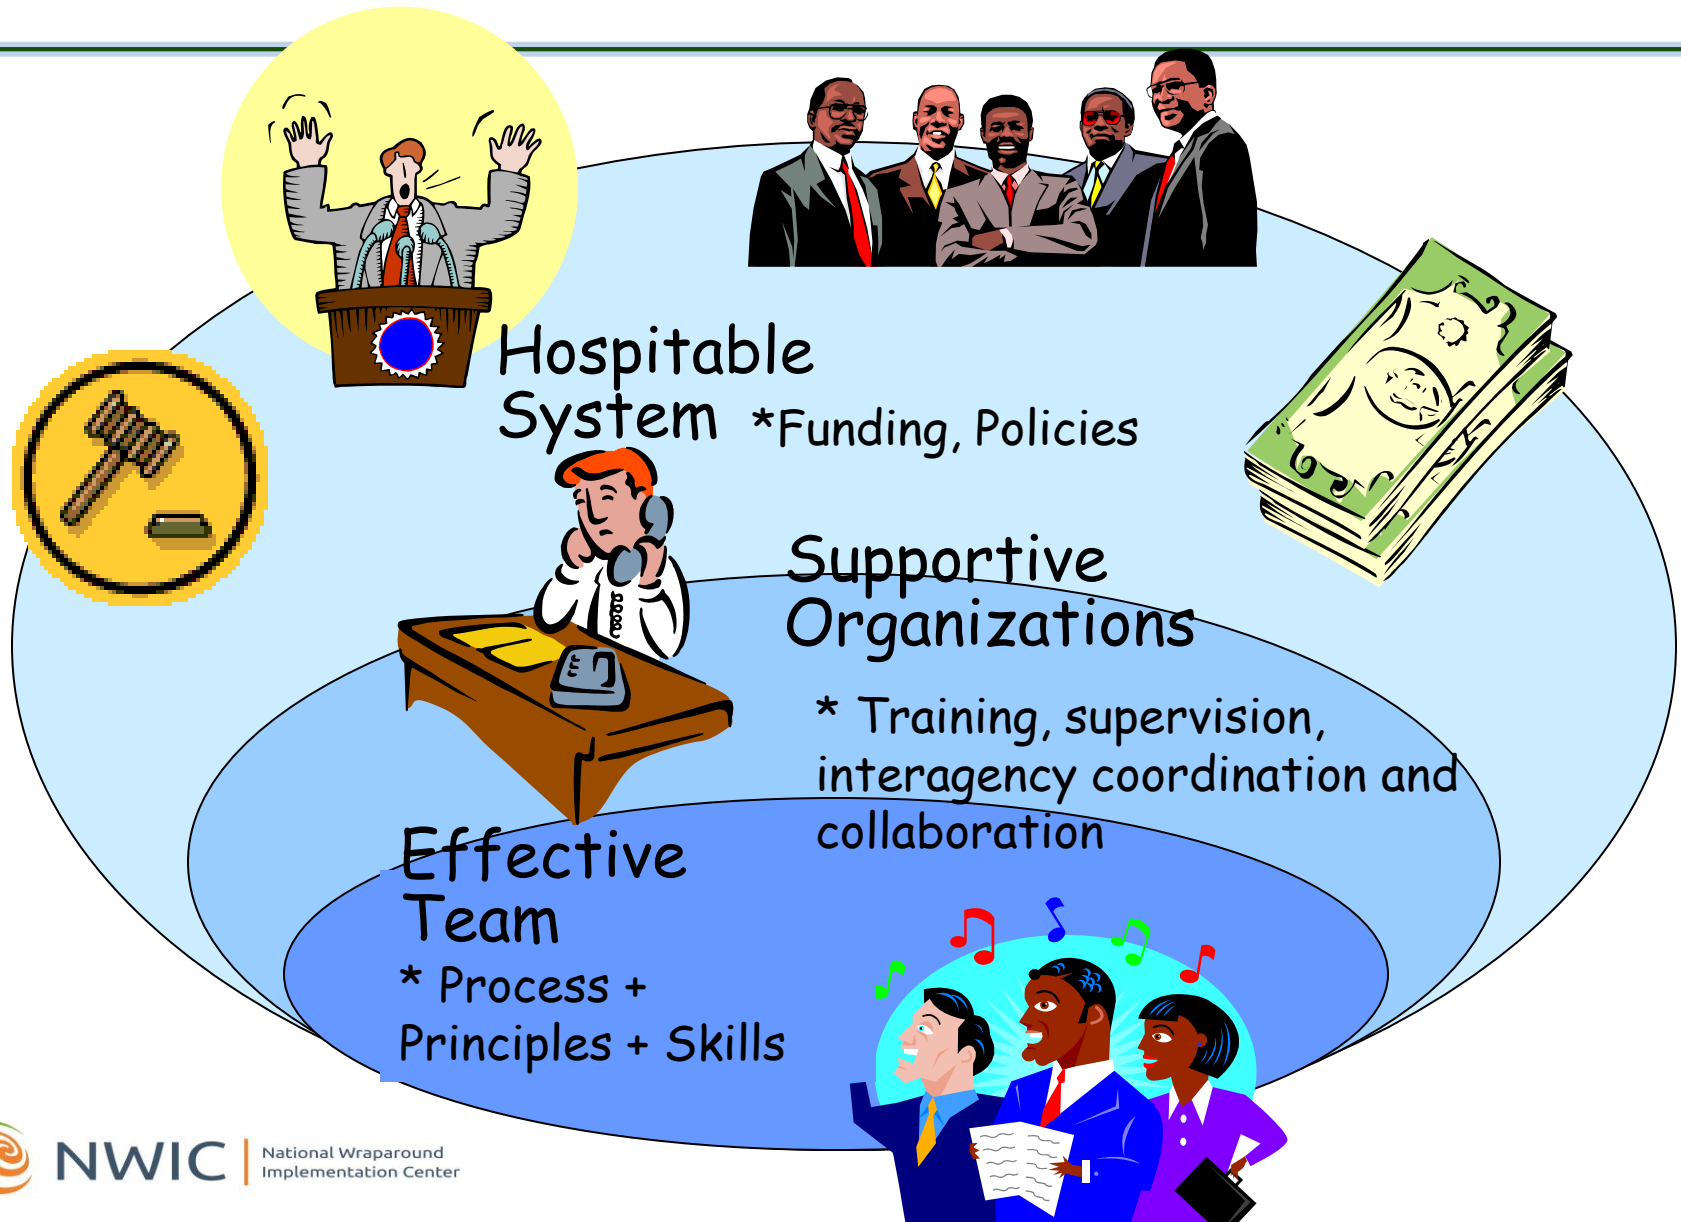 Hospitable
System *Funding, Policies
Supportive
Organizations
* Training, supervision,
interagency coordination and
collaboration
Effective
Team
* Process +
Principles + Skills
NWIC
National Wraparound
Implementation Center